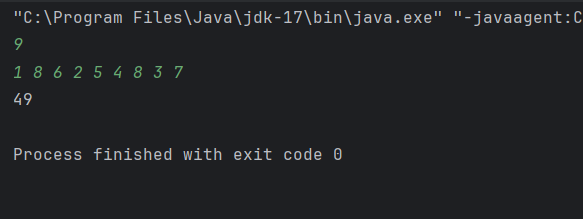 "C:\Program Files\Java\jdk-17\bin\java.exe" "-javaagent:C
9
1 8 6 2 5 4 8 3 7
49
Process finished with exit code 0